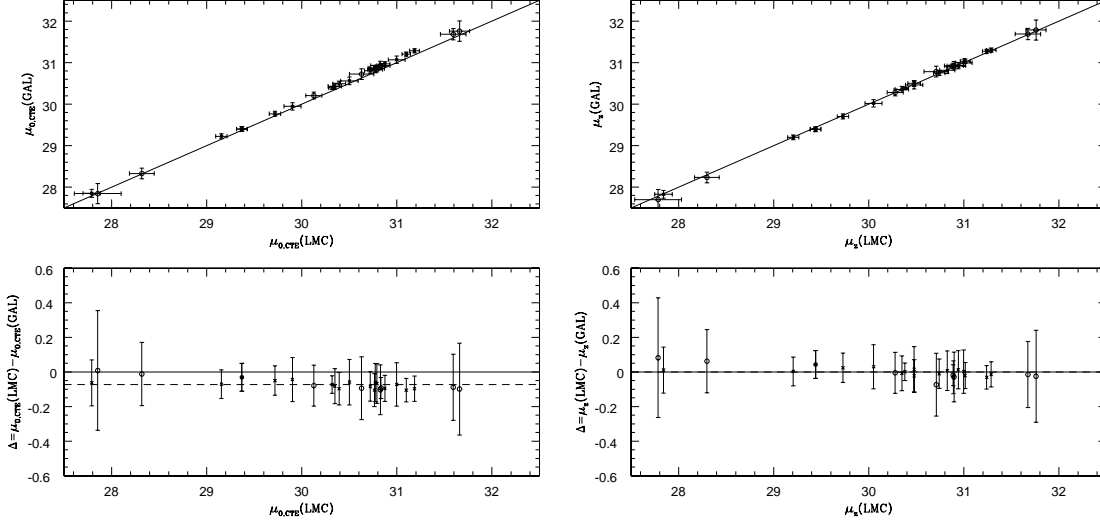 32
31
30
29
28
μ0,CTE(GAL)
28 29 30 31 32
μ0,CTE(LMC)
32
31
30
29
28
μz(GAL)
28 29 30 31 32
μz(LMC)
0.6
0.4
0.2
0
-0.2
-0.4
-0.6
Δ=μ0,CTE(LMC)−μ0,CTE(GAL)
28 29 30 31 32
μ0,CTE(LMC)
0.6
0.4
0.2
0
-0.2
-0.4
-0.6
Δ=μz(LMC)−μz(GAL)
28 29 30 31 32
μz(LMC)